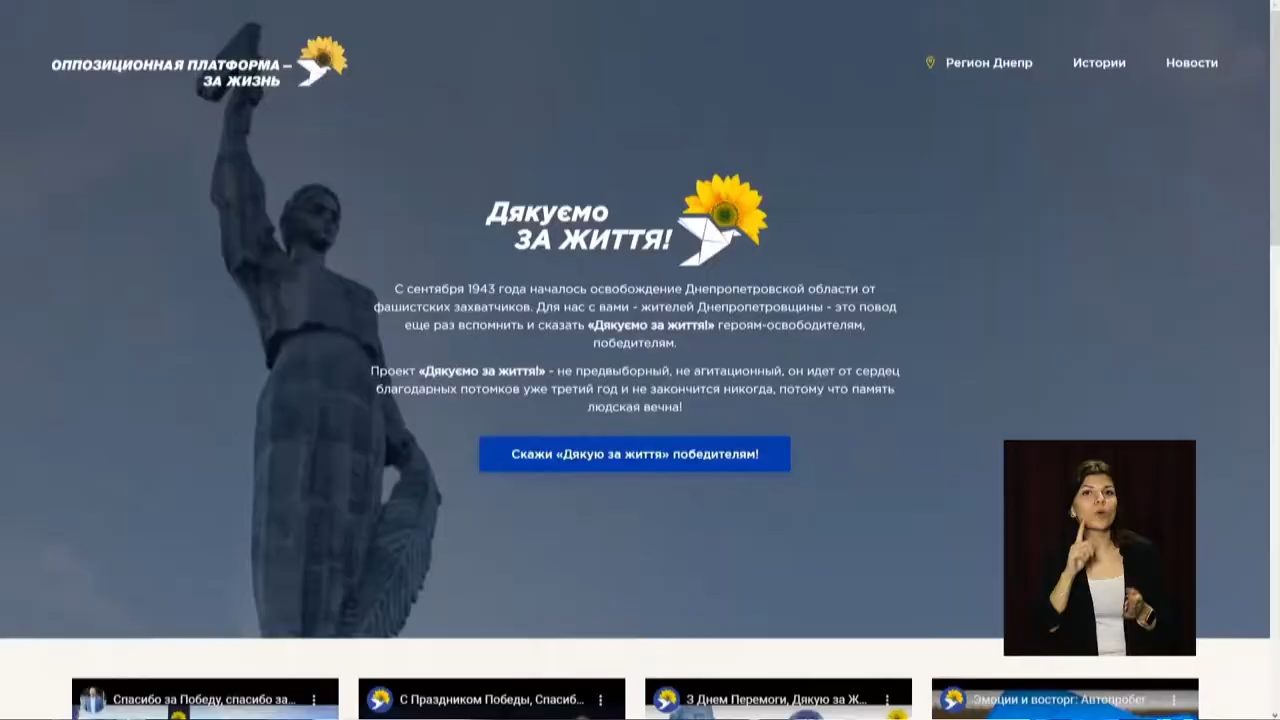 ОППОЗИЦИОННАЯ ПЛАТФОРМА –
ЗА ЖИЗНЬ
Регион Днепр
Истории
Новости
Дякуємо
ЗА ЖИТТЯ!
С сентября 1943 года началось освобождение Днепропетровской области от
фашистских захватчиков. Для нас с вами - жителей Днепропетровщины - это повод
еще раз вспомнить и сказать «Дякуємо за життя!» героям-освободителям,
победителям.
Проект «Дякуємо за життя!» - не предвыборный, не агитационный, он идет от сердец
благодарных потомков уже третий год и не закончится никогда, потому что память
людская вечна!
Скажи «Дякую за життя» победителям!
Спасибо за Победу, спасибо за...
С Праздником Победы, Спасиб...
З Днем Перемоги, Дякую за Ж...
Эмоции и восторг: Автопробег